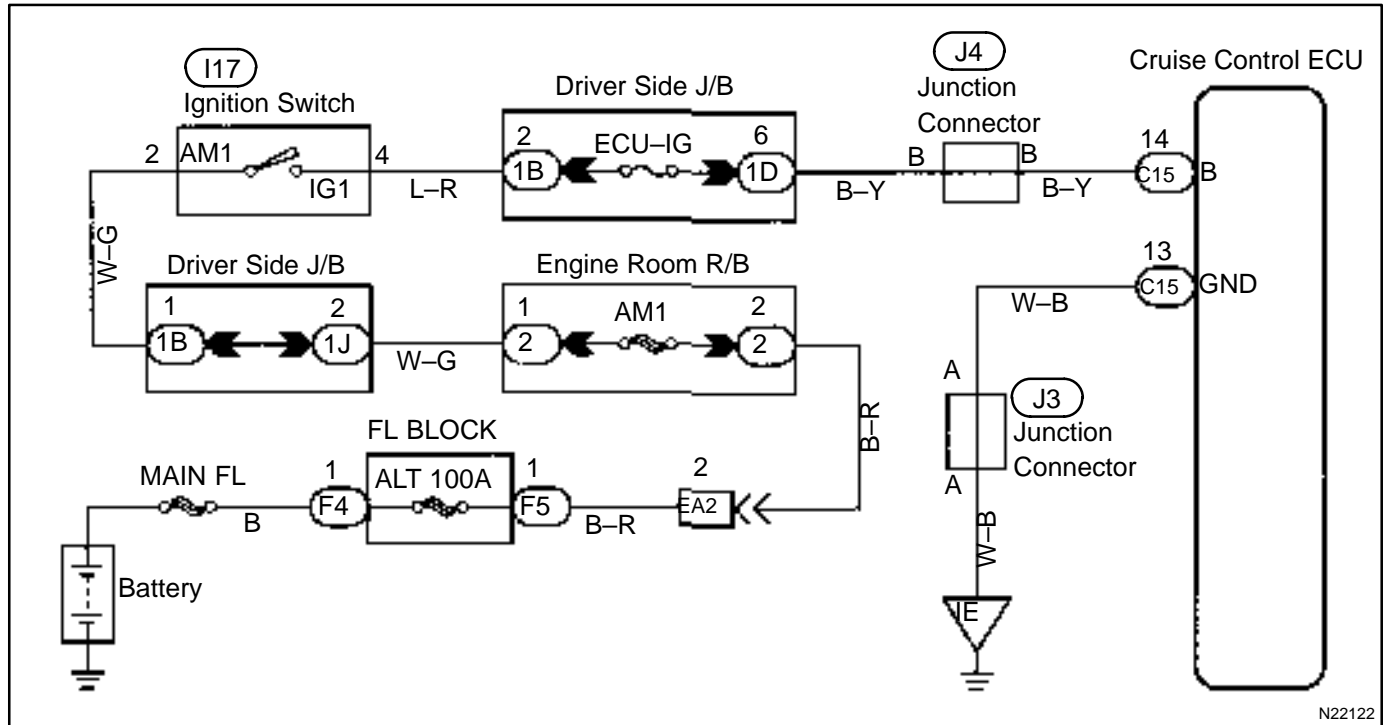 I17
Ignition Switch
2
AM1
IG1
4
L–R
Driver Side J/B
2
1B
ECU–IG
6
1D
B–Y
J4
Junction
Connector
B
B
B–Y
Cruise Control ECU
14
C15
B
13
C15
GND
W–G
Driver Side J/B
1
1B
2
1J
W–G
Engine Room R/B
1
2
AM1
2
2
B–R
W–B
A
J3
Junction
Connector
A
W–B
IE
FL BLOCK
MAIN FL
B
1
F4
ALT 100A
1
F5
B–R
2
EA2
Battery
N22122